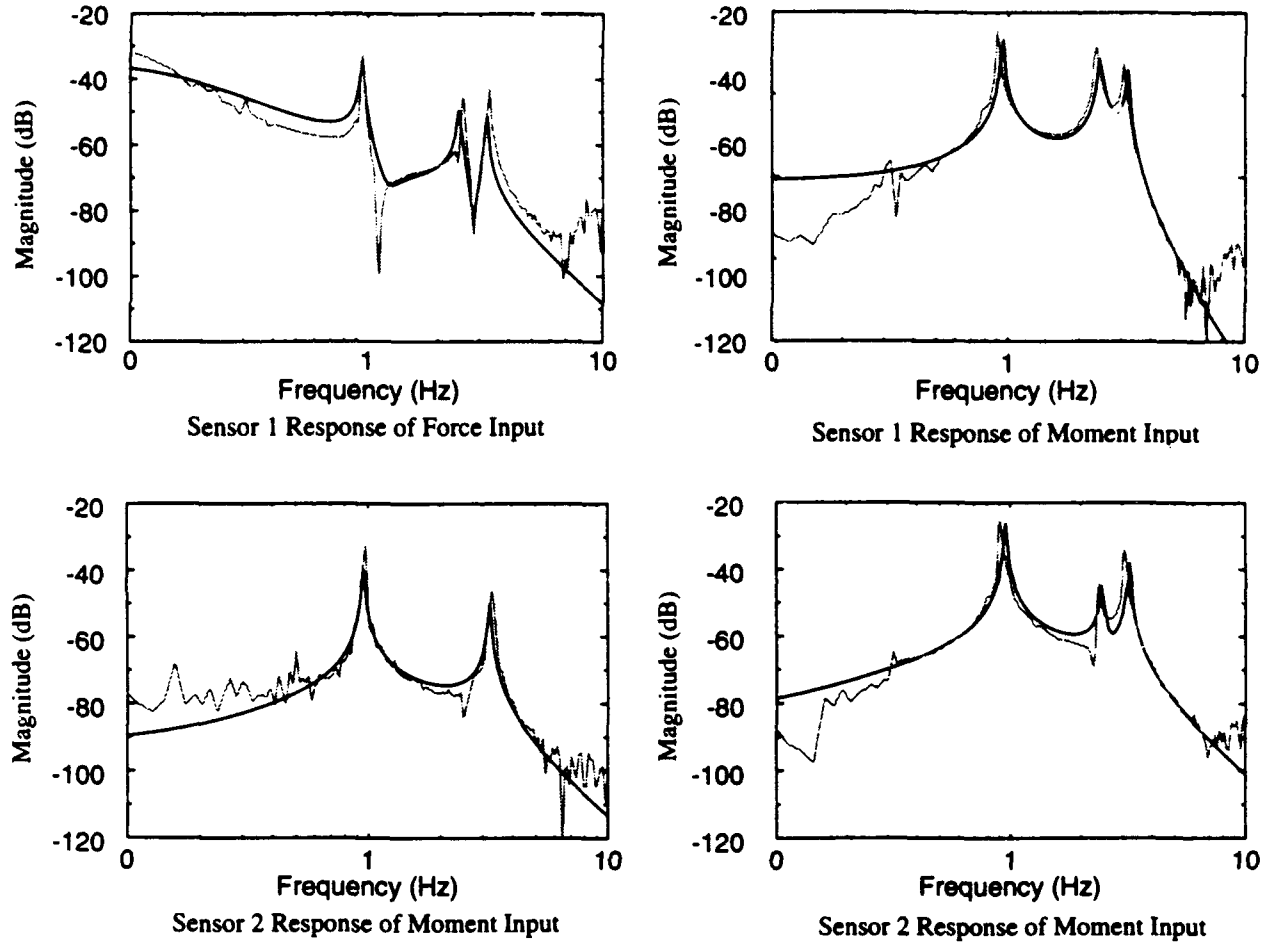 -20
-40
-60
-80
-100
-120
Magnitude (dB)
0 1 10
Frequency (Hz)
Sensor 1 Response of Force Input
-20
-40
-60
-80
-100
-120
Magnitude (dB)
0 1 10
Frequency (Hz)
Sensor 1 Response of Moment Input
-20
-40
-60
-80
-100
-120
Magnitude (dB)
0 1 10
Frequency (Hz)
Sensor 2 Response of Moment Input
-20
-40
-60
-80
-100
-120
Magnitude (dB)
0 1 10
Frequency (Hz)
Sensor 2 Response of Moment Input